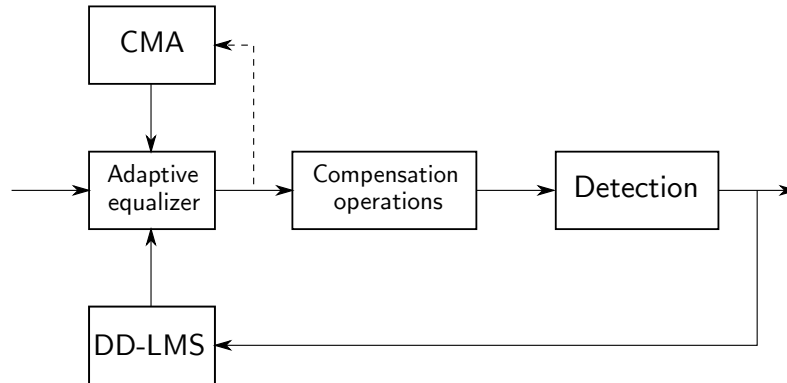 CMA
Adaptive
equalizer
Compensation
operations
Detection
DD-LMS